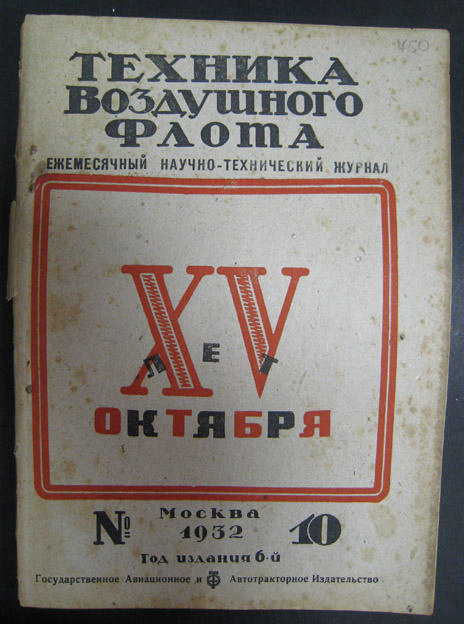 450
ТЕХНИКА
ВОЗДУШНОГО
ФЛОТА
ЕЖЕМЕСЯЧНЫЙ НАУЧНО-ТЕХНИЧЕСКИЙ ЖУРНАЛ
XV
ЛЕТ
ОКТЯБРЯ
Москва
№ 1932 10
Год издания 6-й
Государственное Авиационное и Автотракторное Издательство